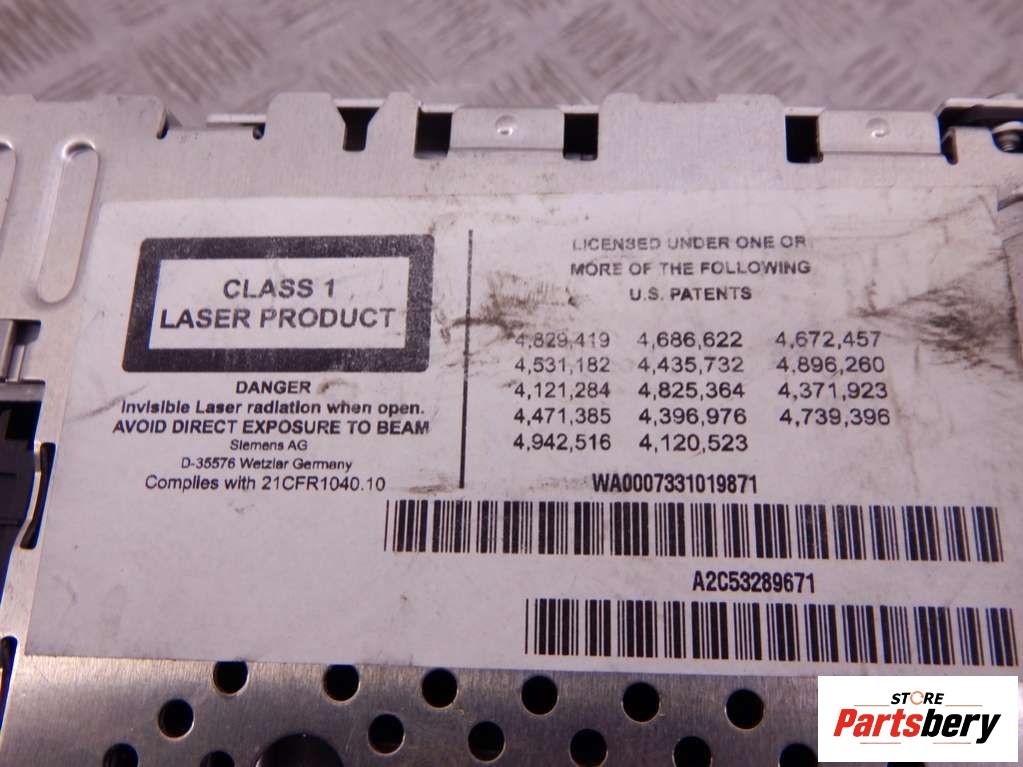 CLASS 1
LASER PRODUCT
DANGER
Invisible Laser radiation when open.
AVOID DIRECT EXPOSURE TO BEAM
Siemens AG
D-35576 Wetzlar Germany
Complies with 21CFR1040.10
LICENSED UNDER ONE OR
MORE OF THE FOLLOWING
U.S. PATENTS
4,829,419 4,686,622 4,672,457
4,531,182 4,435,732 4,896,260
4,121,284 4,825,364 4,371,923
4,471,385 4,396,976 4,739,396
4,942,516 4,120,523
WA0007331019871
A2C53289671
STORE
Partsbery